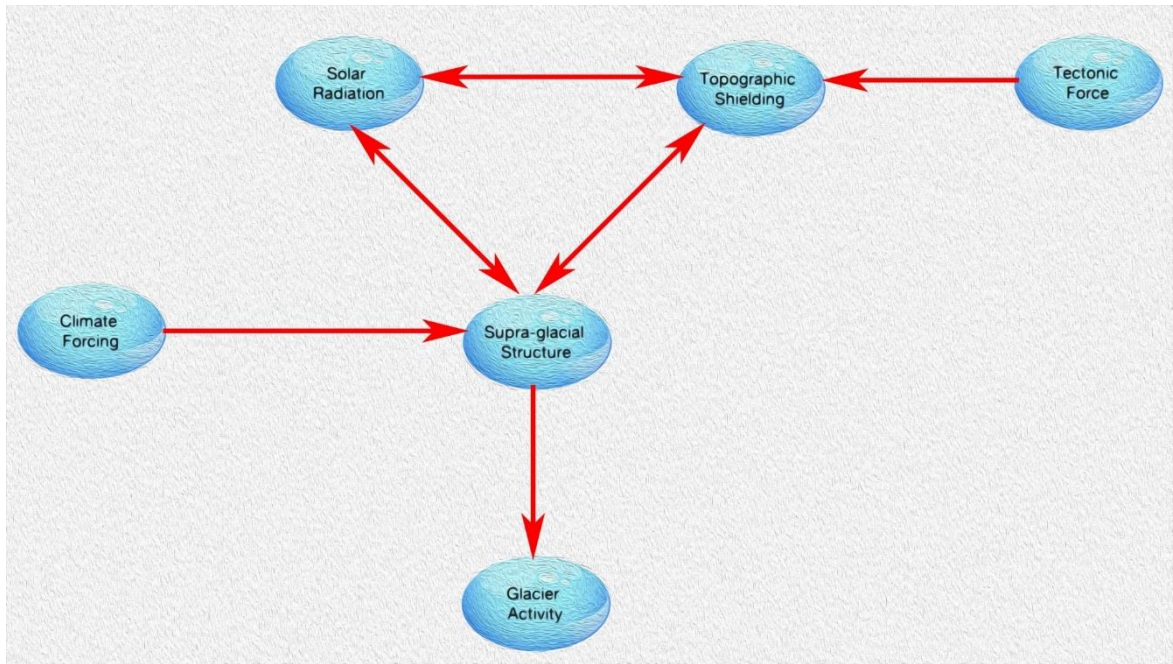 Solar
Radiation
Topographic
Shielding
Tectonic
Force
Climate
Forcing
Supra-glacial
Structure
Glacier
Activity